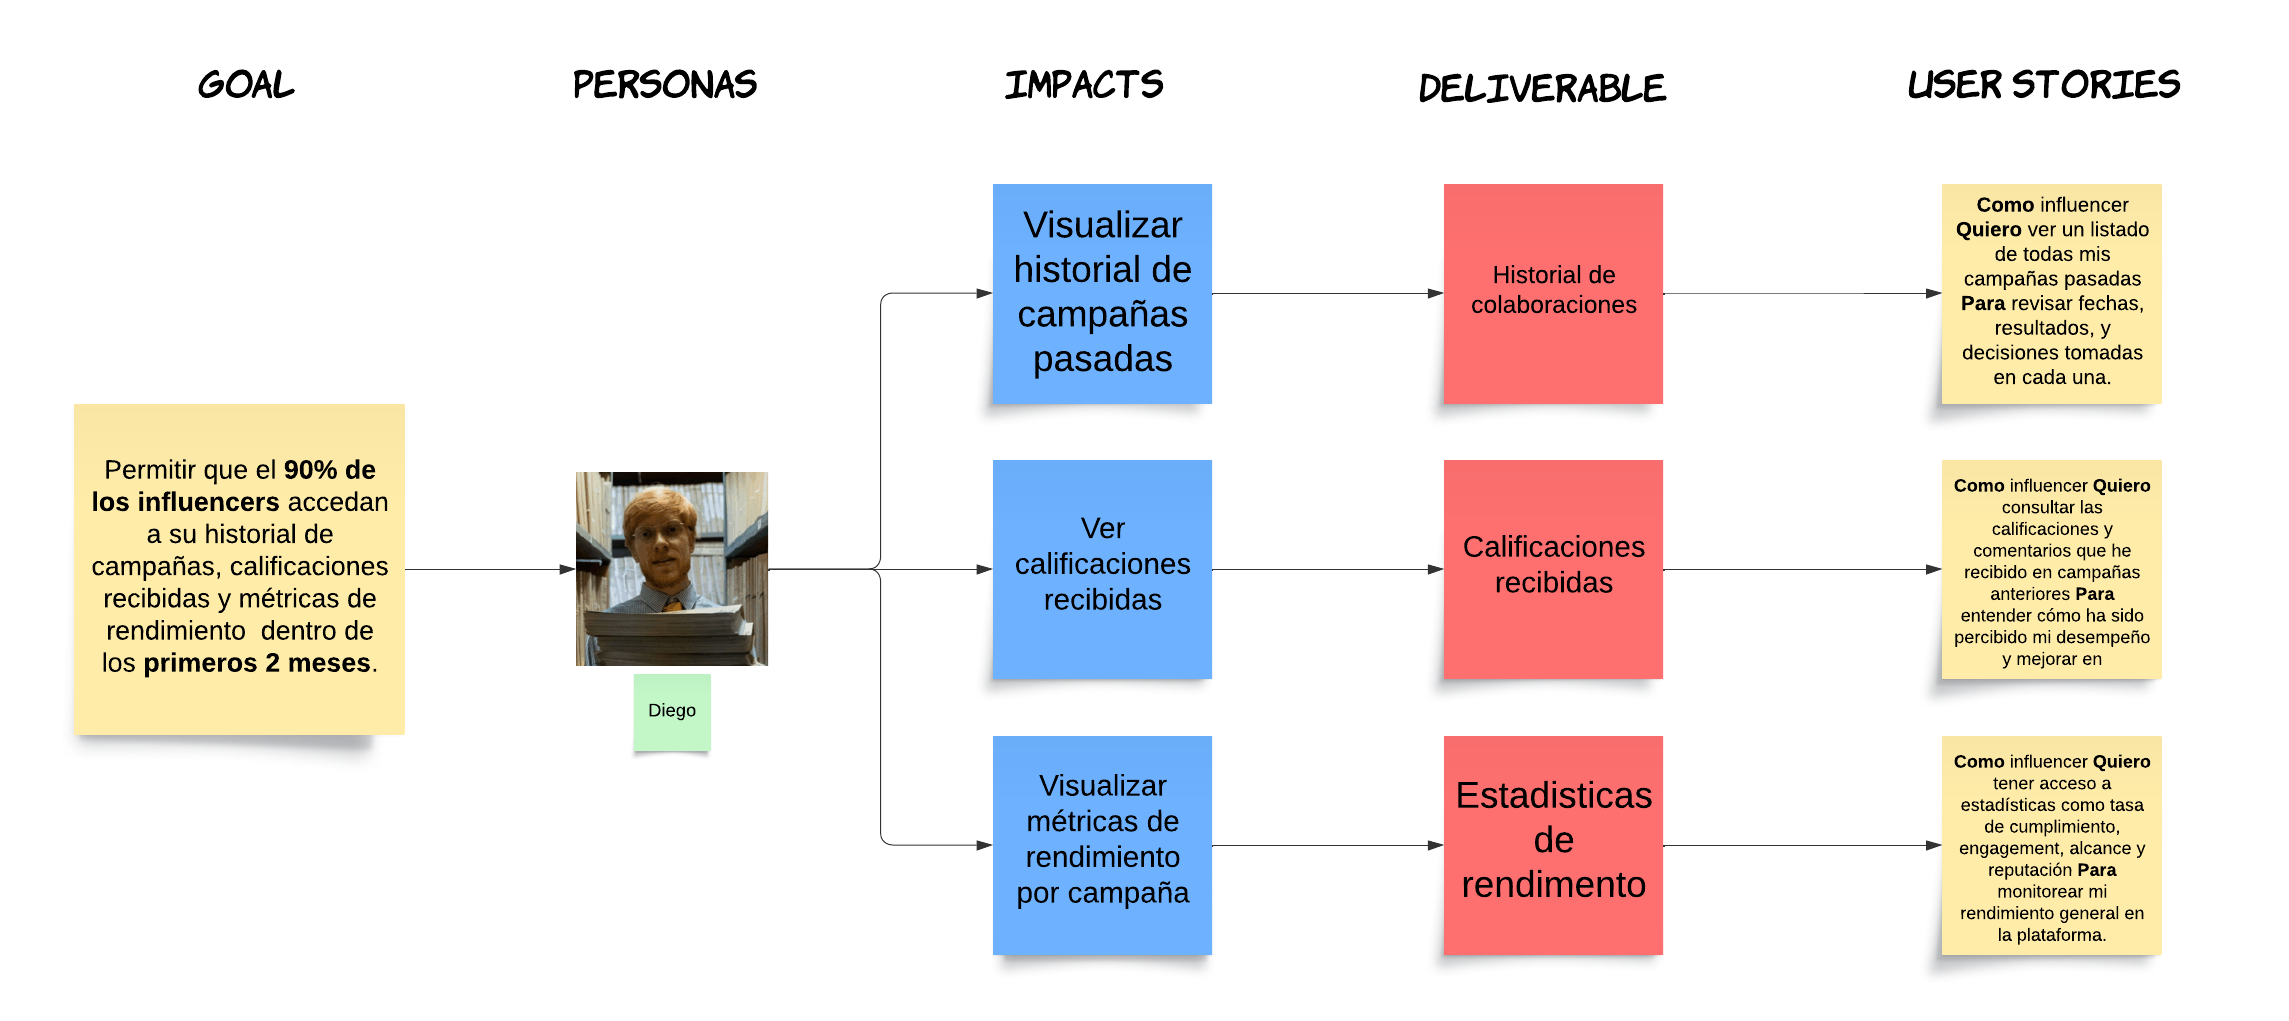 GOAL
PERSONAS
IMPACTS
DELIVERABLE
USER STORIES
Permitir que el 90% de
los influencers accedan
a su historial de
campañas, calificaciones
recibidas y métricas de
rendimiento dentro de
los primeros 2 meses.
Diego
Visualizar
historial de
campañas
pasadas
Historial de
colaboraciones
Como influencer
Quiero ver un listado
de todas mis
campañas pasadas
Para revisar fechas,
resultados, y
decisiones tomadas
en cada una.
Ver
calificaciones
recibidas
Calificaciones
recibidas
Como influencer Quiero
consultar las
calificaciones y
comentarios que he
recibido en campañas
anteriores Para
entender cómo ha sido
percibido mi desempeño
y mejorar en
Visualizar
métricas de
rendimiento
por campaña
Estadisticas
de
rendimento
Como influencer Quiero
tener acceso a
estadísticas como tasa
de cumplimiento,
engagement, alcance y
reputación Para
monitorear mi
rendimiento general en
la plataforma.